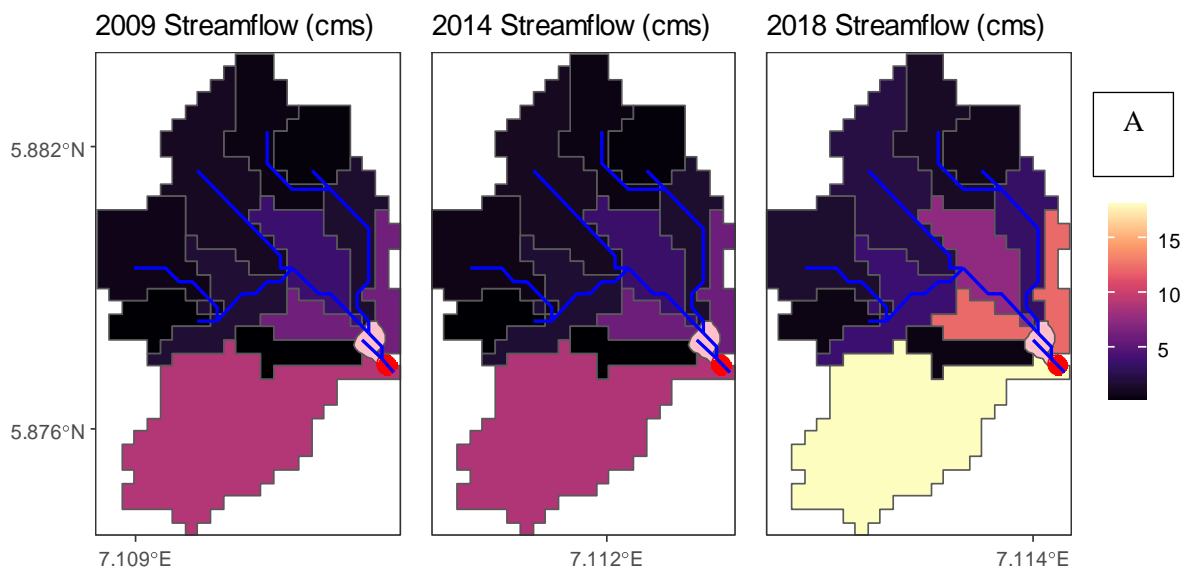 2009 Streamflow (cms) 2014 Streamflow (cms) 2018 Streamflow (cms)
A
5.882°N
15
10
5
5.876°N
7.109°E 7.112°E 7.114°E